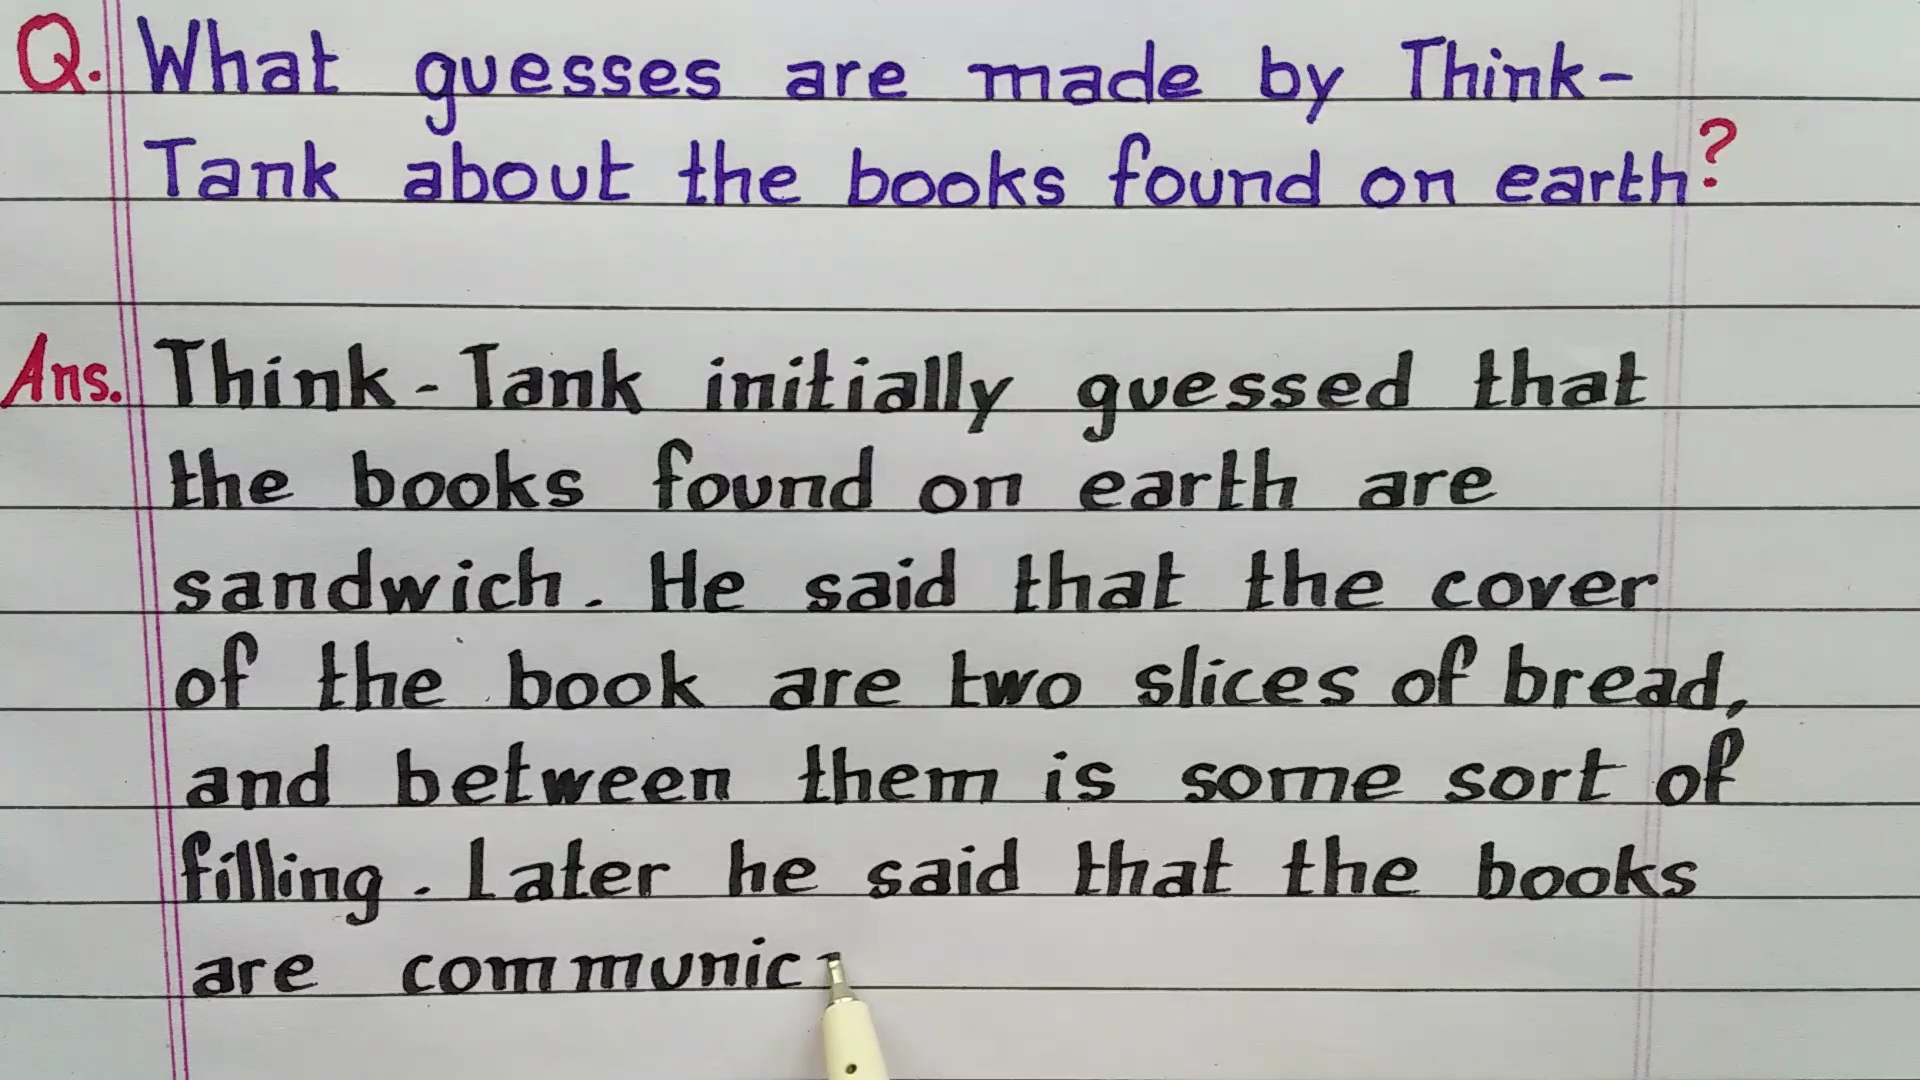 Q. What guesses are made by Think-
Tank about the books found on earth?
Ans. Think-Tank initially guessed that
the books found on earth are
sandwich. He said that the cover
of the book are two slices of bread,
and between them is some sort of
filling. Later he said that the books
are communic